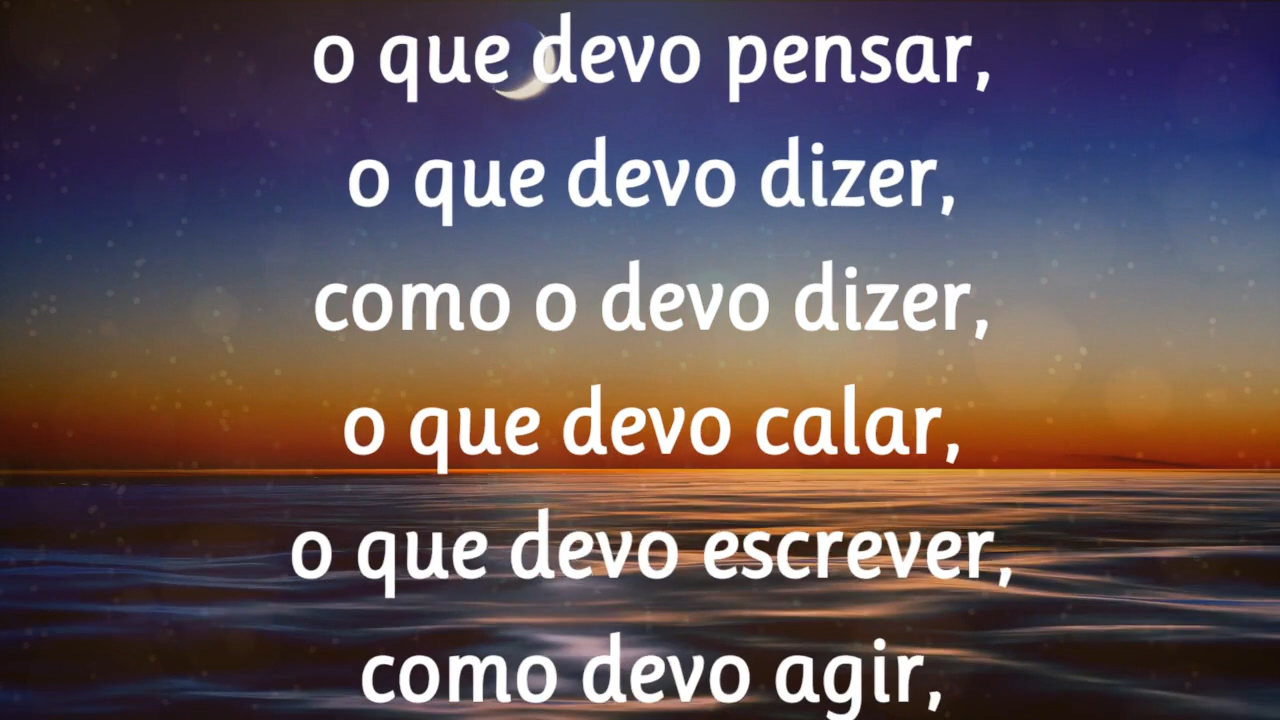 o que devo pensar,
o que devo dizer,
como o devo dizer,
o que devo calar,
o que devo escrever,
como devo agir,